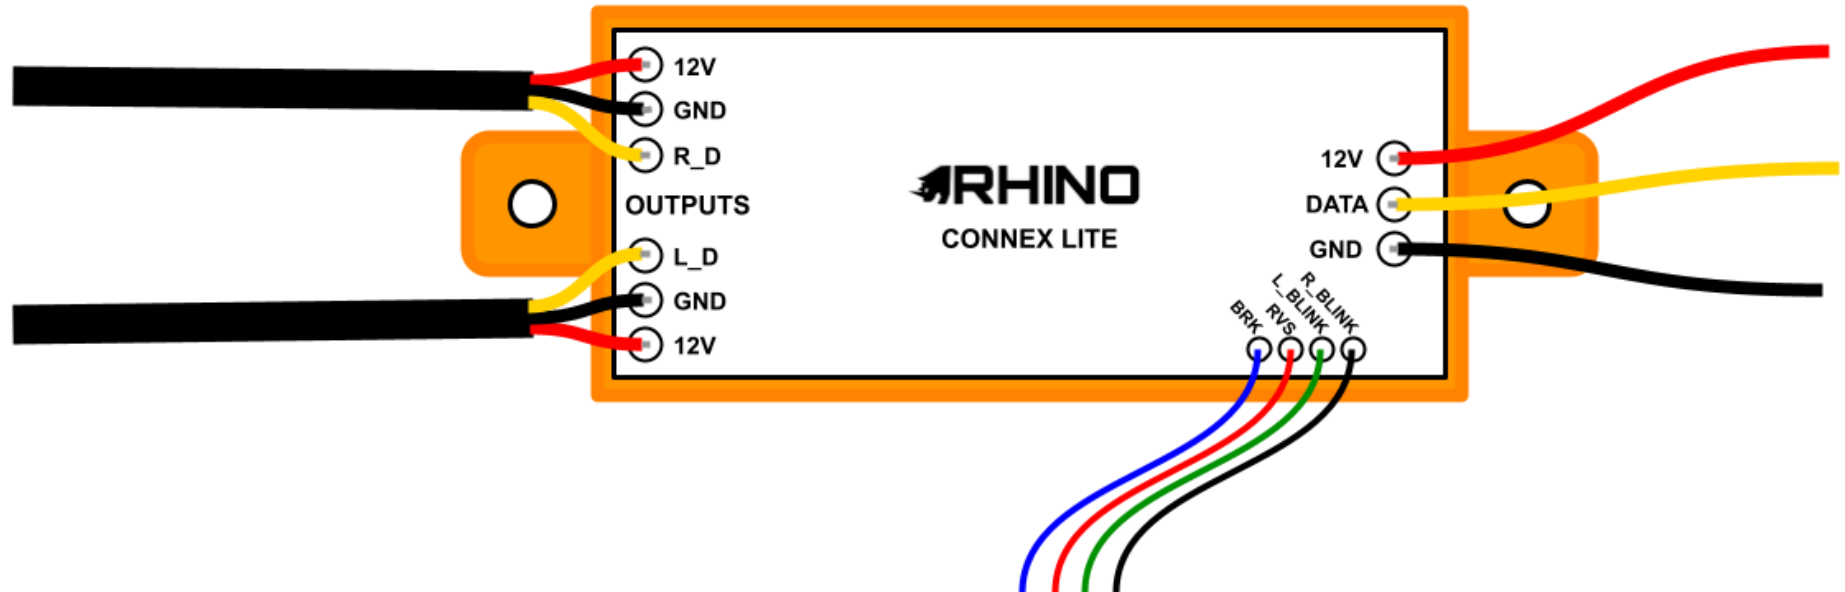 12V
GND
R_D
OUTPUTS
L_D
GND
12V
RHINO
CONNEX LITE
12V
DATA
GND
BRK
RVS
L_BLINK
R_BLINK